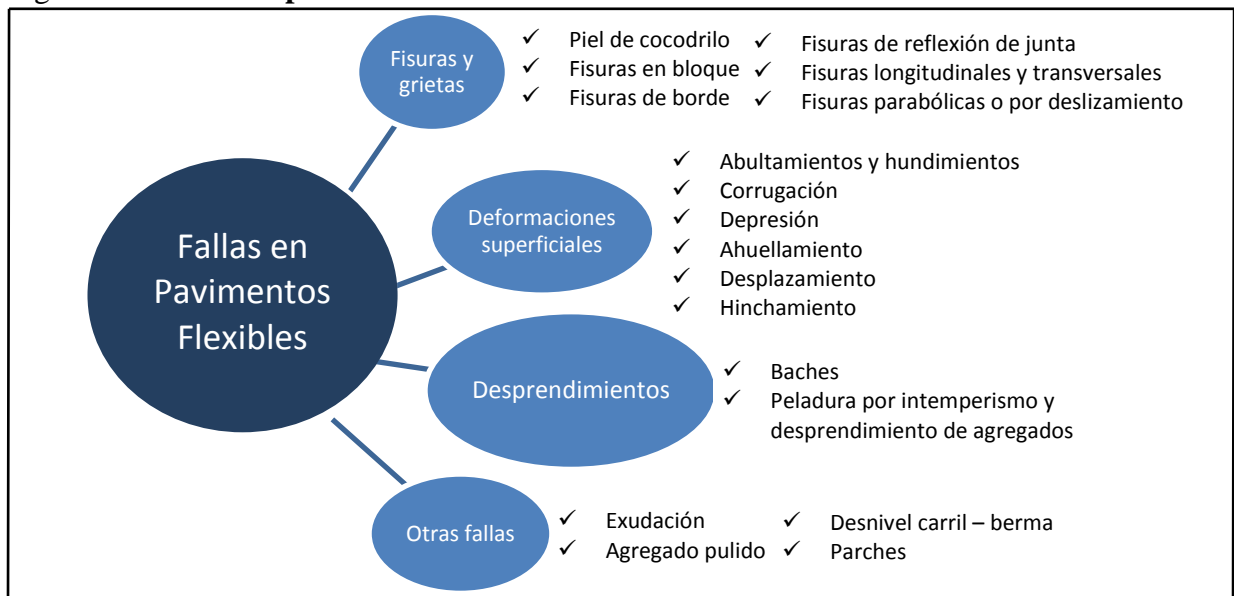 Fallas en
Pavimentos
Flexibles
Fisuras y
grietas
✓ Piel de cocodrilo
✓ Fisuras en bloque
✓ Fisuras de borde
✓ Fisuras de reflexión de junta
✓ Fisuras longitudinales y transversales
✓ Fisuras parabólicas o por deslizamiento
Deformaciones
superficiales
✓ Abultamientos y hundimientos
✓ Corrugación
✓ Depresión
✓ Ahuellamiento
✓ Desplazamiento
✓ Hinchamiento
Desprendimientos
✓ Baches
✓ Peladura por intemperismo y
desprendimiento de agregados
Otras fallas
✓ Exudación
✓ Agregado pulido
✓ Desnivel carril – berma
✓ Parches